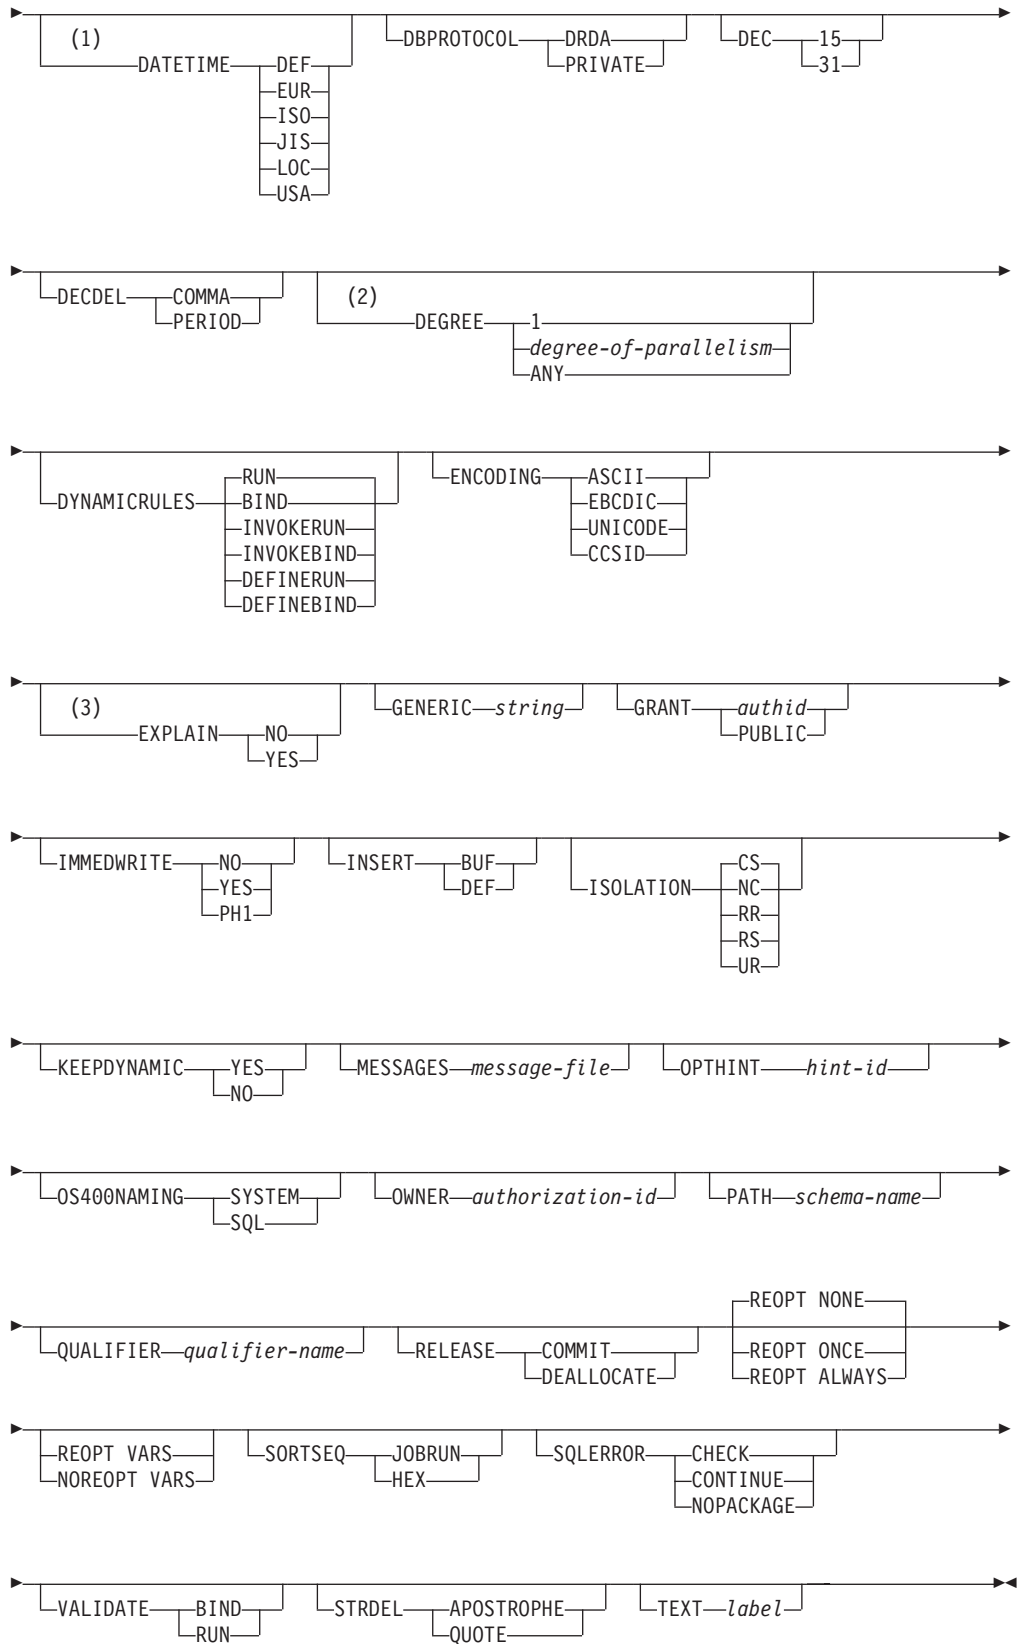 (1)
DATETIME DEF
EUR
ISO
JIS
LOC
USA
DBPROTOCOL DRDA
PRIVATE
DEC 15
31
DECDEL COMMA
PERIOD
(2)
DEGREE 1
degree-of-parallelism
ANY
DYNAMICRULES RUN
BIND
INVOKERUN
INVOKEBIND
DEFINERUN
DEFINEBIND
ENCODING ASCII
EBCDIC
UNICODE
CCSID
(3)
EXPLAIN NO
YES
GENERIC string
GRANT authid
PUBLIC
IMMEDWRITE NO
YES
PH1
INSERT BUF
DEF
ISOLATION CS
NC
RR
RS
UR
KEEPDYNAMIC YES
NO
MESSAGES message-file
OPTHINT hint-id
OS400NAMING SYSTEM
SQL
OWNER authorization-id
PATH schema-name
QUALIFIER qualifier-name
RELEASE COMMIT
DEALLOCATE
REOPT NONE
REOPT ONCE
REOPT ALWAYS
REOPT VARS
NOREOPT VARS
SORTSEQ JOBRUN
HEX
SQLERROR CHECK
CONTINUE
NOPACKAGE
VALIDATE BIND
RUN
STRDEL APOSTROPHE
QUOTE
TEXT label